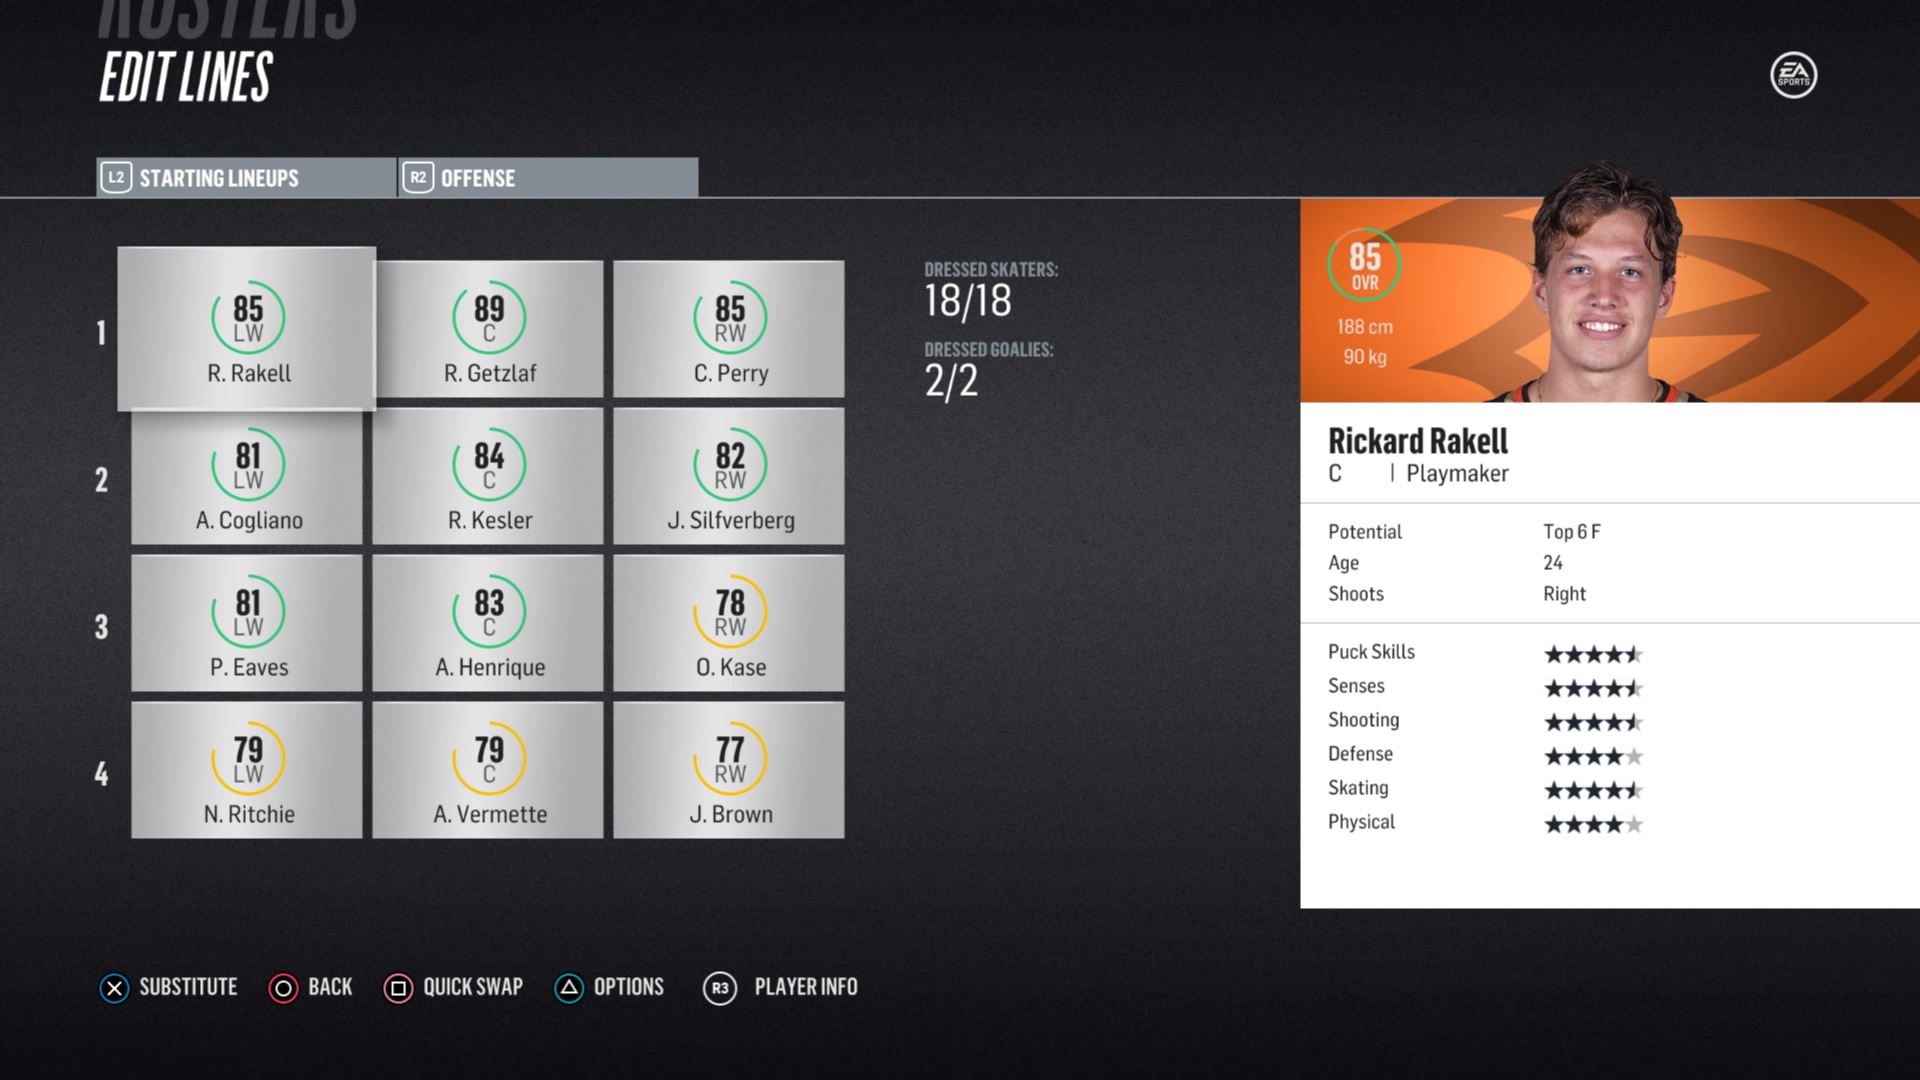 ROSTERS
EDIT LINES
EA SPORTS
L2 STARTING LINEUPS
R2 OFFENSE
1
85 LW R. Rakell
89 C R. Getzlaf
85 RW C. Perry
2
81 LW A. Cogliano
84 C R. Kesler
82 RW J. Silfverberg
3
81 LW P. Eaves
83 C A. Henrique
78 RW O. Kase
4
79 LW N. Ritchie
79 C A. Vermette
77 RW J. Brown
DRESSED SKATERS:
18/18
DRESSED GOALIES:
2/2
85
OVR
188 cm
90 kg
Rickard Rakell
C | Playmaker
Potential Top 6 F
Age 24
Shoots Right
Puck Skills
Senses
Shooting
Defense
Skating
Physical
SUBSTITUTE BACK QUICK SWAP OPTIONS R3 PLAYER INFO